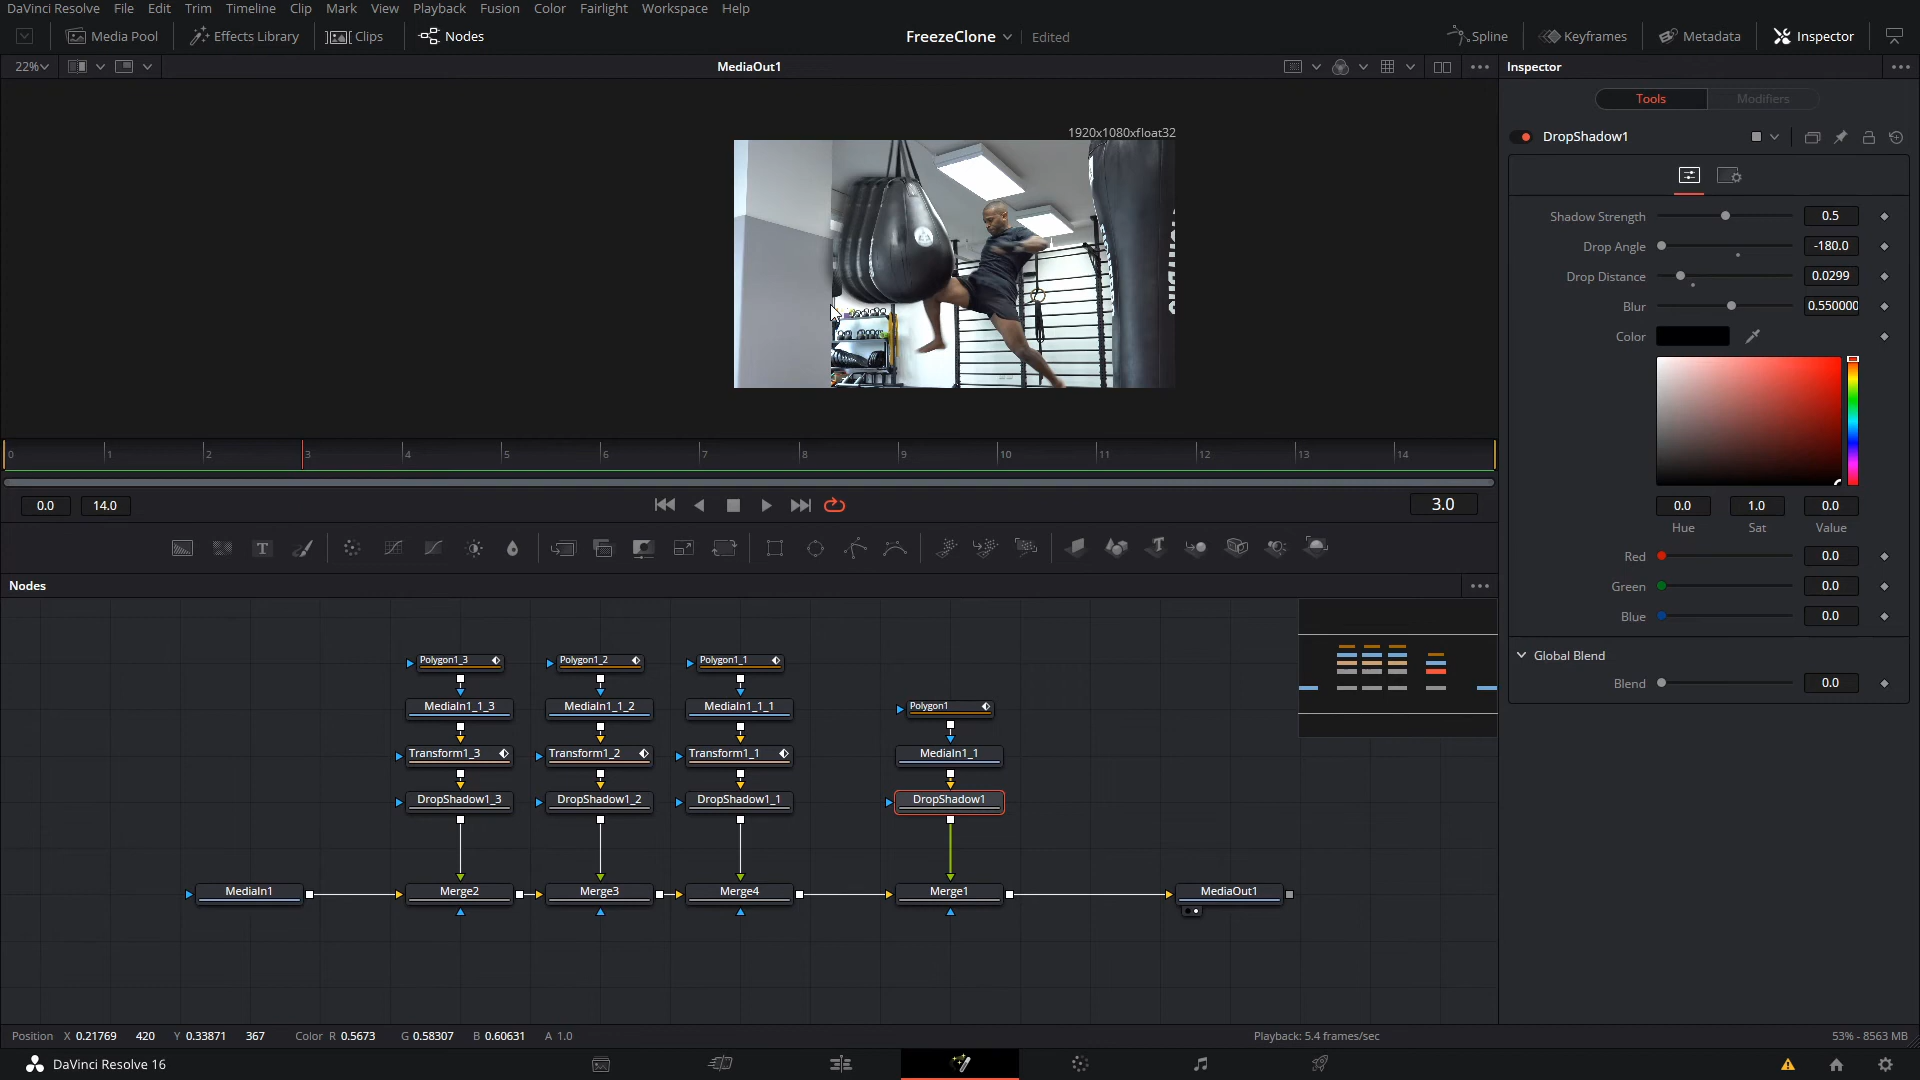 DaVinci Resolve File Edit Trim Timeline Clip Mark View Playback Fusion Color Fairlight Workspace Help
Media Pool Effects Library Clips Nodes FreezeClone Edited Spline Keyframes Metadata Inspector
22% MediaOut1 Inspector
Tools Modifiers
1920x1080xfloat32
DropShadow1
Shadow Strength 0.5
Drop Angle -180.0
Drop Distance 0.0299
Blur 0.550000
Color
0 1 2 3 4 5 6 7 8 9 10 11 12 13 14
0.0 14.0 3.0
0.0 1.0 0.0
Hue Sat Value
Red 0.0
Green 0.0
Blue 0.0
Nodes
Global Blend
Blend 0.0
Polygon1_3 Polygon1_2 Polygon1_1
MediaIn1_1_3 MediaIn1_1_2 MediaIn1_1_1 Polygon1
Transform1_3 Transform1_2 Transform1_1 MediaIn1_1
DropShadow1_3 DropShadow1_2 DropShadow1_1 DropShadow1
MediaIn1 Merge2 Merge3 Merge4 Merge1 MediaOut1
Position X 0.21769 420 Y 0.33871 367 Color R 0.5673 G 0.58307 B 0.60631 A 1.0 Playback: 5.4 frames/sec 53% - 8563 MB
DaVinci Resolve 16